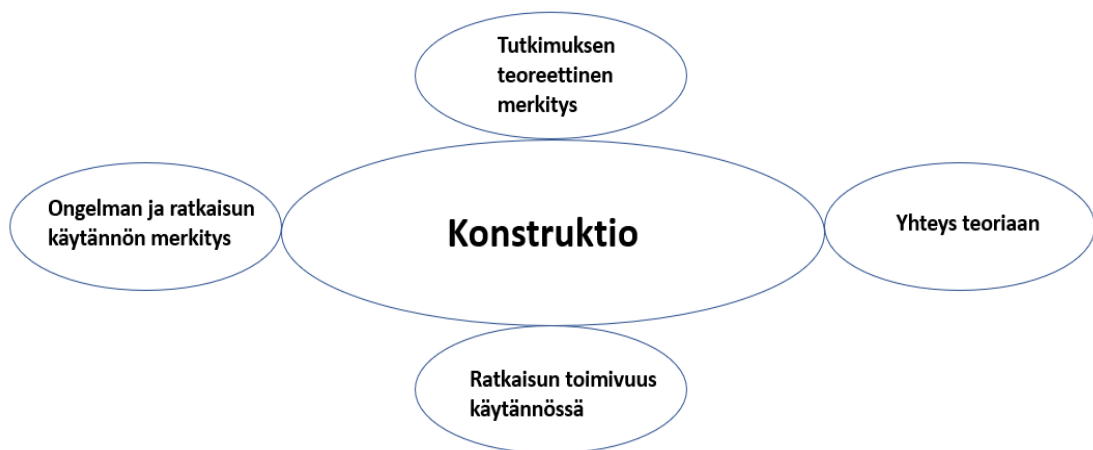 Tutkimuksen
teoreettinen
merkitys
Ongelman ja ratkaisun
käytännön merkitys
Konstruktio
Yhteys teoriaan
Ratkaisun toimivuus
käytännössä